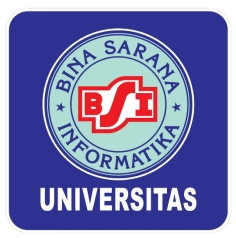 BINA SARANA
BSI
INFORMATIKA
UNIVERSITAS